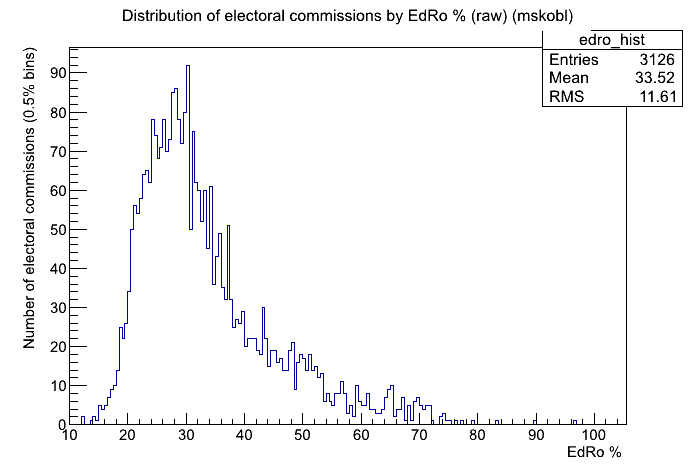 Distribution of electoral commissions by EdRo % (raw) (mskobl)
edro_hist
Entries 3126
Mean 33.52
RMS 11.61
Number of electoral commissions (0.5% bins)
90
80
70
60
50
40
30
20
10
0
10 20 30 40 50 60 70 80 90 100
EdRo %